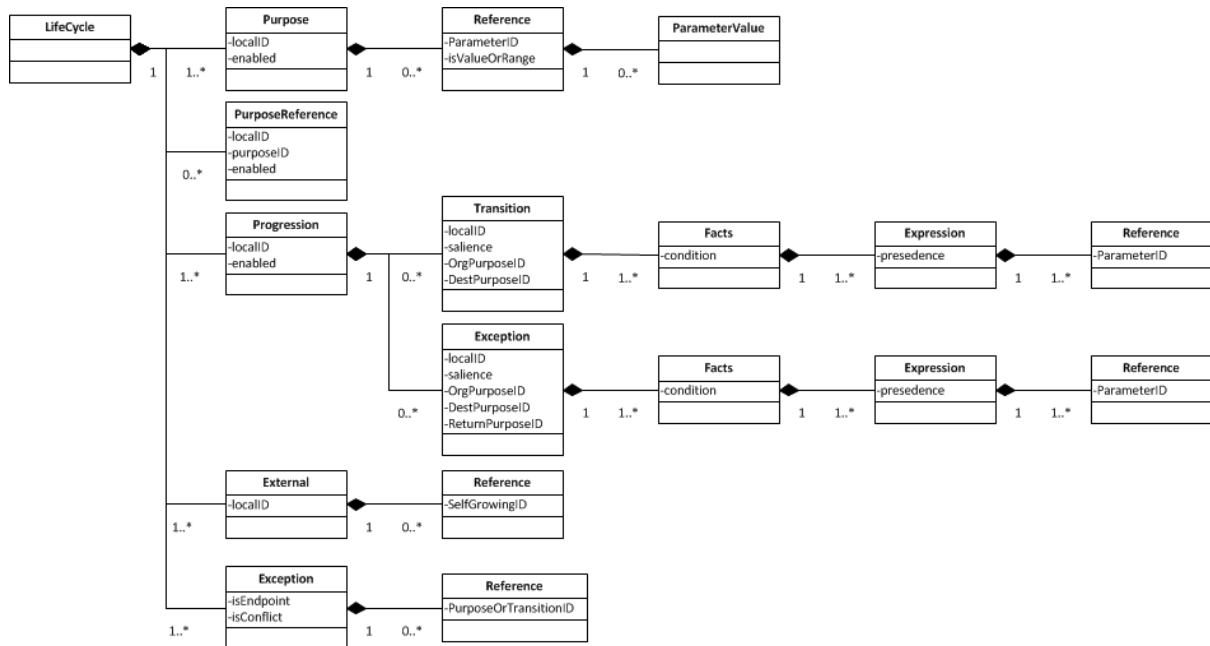 LifeCycle
1
Purpose
-localID
-enabled
1..*
1
Reference
-ParameterID
-isValueOrRange
0..*
1
ParameterValue
0..*
PurposeReference
-localID
-purposeID
-enabled
0..*
Progression
-localID
-enabled
1..*
1
Transition
-localID
-salience
-OrgPurposeID
-DestPurposeID
0..*
1
Facts
-condition
1..*
1
Expression
-presedence
1..*
1
Reference
-ParameterID
1..*
Exception
-localID
-salience
-OrgPurposeID
-DestPurposeID
-ReturnPurposeID
0..*
1
Facts
-condition
1..*
1
Expression
-presedence
1..*
1
Reference
-ParameterID
1..*
External
-localID
1..*
1
Reference
-SelfGrowingID
0..*
Exception
-isEndpoint
-isConflict
1..*
1
Reference
-PurposeOrTransitionID
0..*